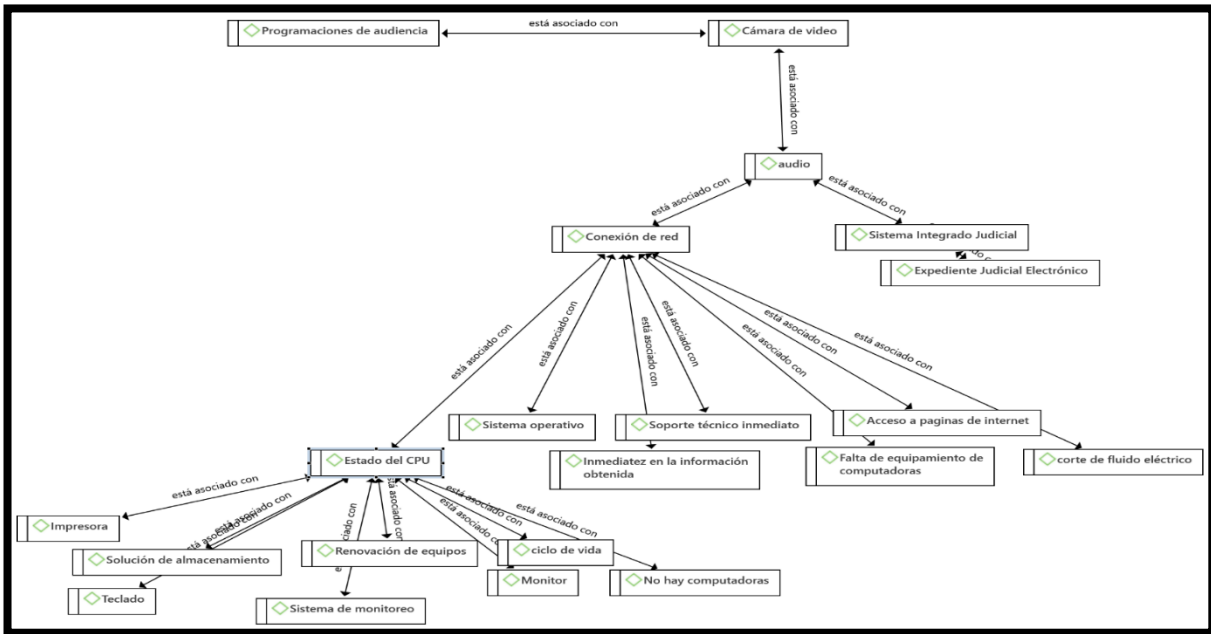 Programaciones de audiencia
está asociado con
Cámara de video
está asociado con
audio
está asociado con
está asociado con
Conexión de red
Sistema Integrado Judicial
Expediente Judicial Electrónico
está asociado con
está asociado con
está asociado con
está asociado con
está asociado con
está asociado con
está asociado con
Sistema operativo
Soporte técnico inmediato
Acceso a paginas de internet
Estado del CPU
Inmediatez en la información
obtenida
Falta de equipamiento de
computadoras
corte de fluido eléctrico
está asociado con
está asociado con
está asociado con
está asociado con
está asociado con
está asociado con
Impresora
Solución de almacenamiento
Renovación de equipos
ciclo de vida
Teclado
Monitor
No hay computadoras
Sistema de monitoreo